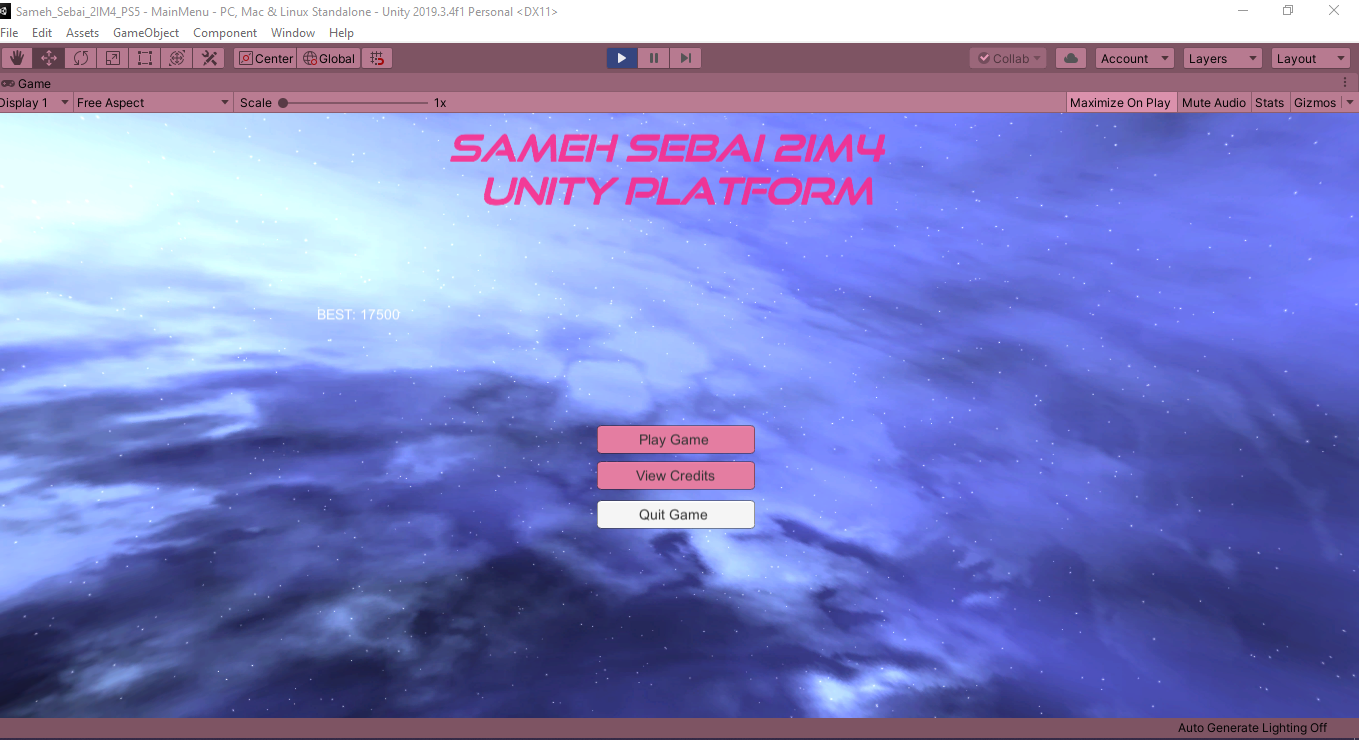 Sameh_Sebai_2IM4_PS5 - MainMenu - PC, Mac & Linux Standalone - Unity 2019.3.4f1 Personal <DX11>
File Edit Assets GameObject Component Window Help
Center Global Collab Account Layers Layout
Game
Display 1 Free Aspect Scale 1x Maximize On Play Mute Audio Stats Gizmos
SAMEH SEBAI 2IM4
UNITY PLATFORM
BEST: 17500
Play Game
View Credits
Quit Game
Auto Generate Lighting Off